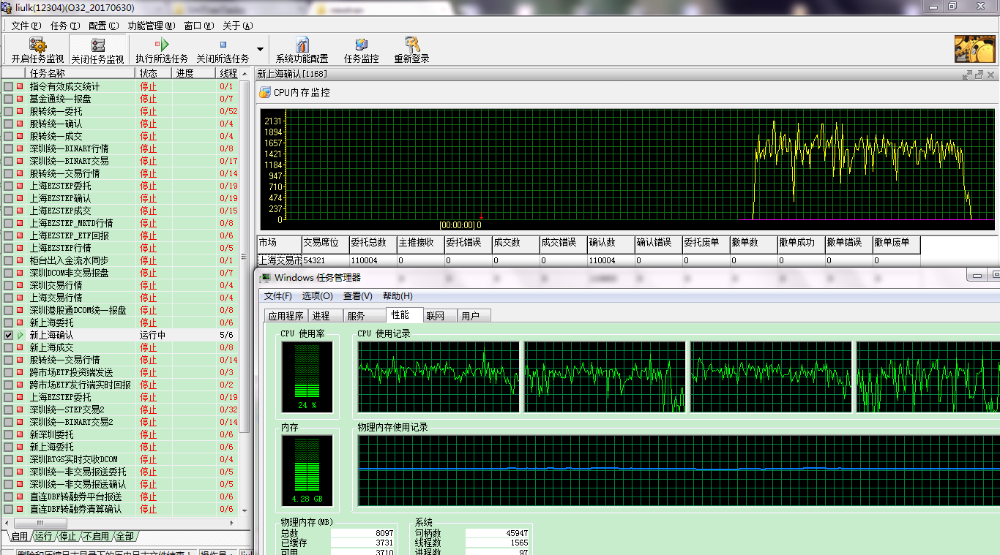 liulk(12304)(O32_20170630)
文件(F) 任务(T) 配置(C) 功能管理(M) 窗口(W) 关于(A)
开启任务监视 关闭任务监视 执行所选任务 关闭所选任务 系统功能配置 任务监控 重新登录
任务名称 状态 进度 线程
指令有效成交统计 停止 0/1
基金通统一报盘 停止 0/7
股转统一委托 停止 0/52
股转统一确认 停止 0/4
股转统一成交 停止 0/4
深圳统一BINARY行情 停止 0/8
深圳统一BINARY交易 停止 0/17
股转统一交易行情 停止 0/14
上海EZSTEP委托 停止 0/19
上海EZSTEP确认 停止 0/19
上海EZSTEP成交 停止 0/15
上海EZSTEP_MKTD行情 停止 0/8
上海EZSTEP_ETF回报 停止 0/6
上海EZSTEP行情 停止 0/5
柜台出入金流水同步 停止 0/1
深圳DCOM非交易报盘 停止 0/7
深圳交易行情 停止 0/4
上海交易行情 停止 0/4
深圳港股通DCOM统一报盘 停止 0/8
新上海委托 停止 0/6
新上海确认 运行中 5/6
新上海成交 停止 0/8
股转统一交易行情 停止 0/14
跨市场ETF投资端发送 停止 0/3
跨市场ETF发行端实时回报 停止 0/2
上海EZSTEP委托 停止 0/19
深圳统一STEP交易2 停止 0/32
深圳统一BINARY交易2 停止 0/14
新深圳委托 停止 0/6
新上海委托 停止 0/6
深圳RTGS实时交收DCOM 停止 0/4
深圳统一非交易报送委托 停止 0/5
深圳统一非交易报送确认 停止 0/5
直连DBF转融券平台报送 停止 0/6
直连DBF转融券清算确认 停止 0/6
启用 运行 停止 不启用 全部
删除和压缩日志目录下的历史日志文件结束! 操作员:
新上海确认[1168]
CPU内存监控
2131
1894
1657
1421
1184
947
710
474
237
0
[00:00:00] 0
市场 交易席位 委托总数 主推接收 委托错误 成交数 成交错误 确认数 确认错误 委托废单 撤单数 撤单成功 撤单错误 撤单废单
上海交易市 54321 110004 0 0 0 0 110004 0 0 0 0 0 0
Windows 任务管理器
文件(F) 选项(O) 查看(V) 帮助(H)
应用程序 进程 服务 性能 联网 用户
CPU 使用率 CPU 使用记录
24 %
内存 物理内存使用记录
4.28 GB
物理内存(MB) 系统
总数 8097 句柄数 45947
已缓存 3731 线程数 1565
可用 3710 进程数 97